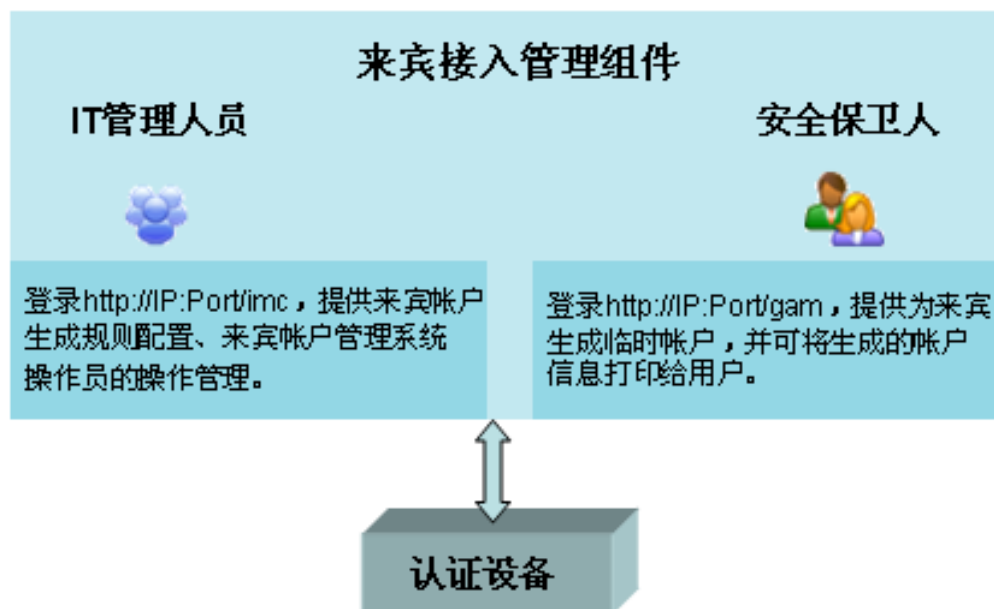 来宾接入管理组件
IT管理人员
安全保卫人
登录http://IP:Port/imc，提供来宾帐户
生成规则配置、来宾帐户管理系统
操作员的操作管理。
登录http://IP:Port/gam，提供为来宾
生成临时帐户，并可将生成的帐户
信息打印给用户。
认证设备